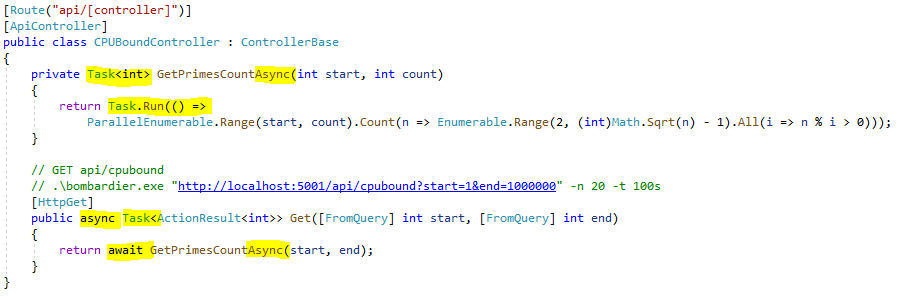 [Route("api/[controller]")]
[ApiController]
public class CPUBoundController : ControllerBase
{
    private Task<int> GetPrimesCountAsync(int start, int count)
    {
        return Task.Run(() =>
            ParallelEnumerable.Range(start, count).Count(n => Enumerable.Range(2, (int)Math.Sqrt(n) - 1).All(i => n % i > 0)));
    }
    // GET api/cpubound
    // .\bombardier.exe "http://localhost:5001/api/cpubound?start=1&end=1000000" -n 20 -t 100s
    [HttpGet]
    public async Task<ActionResult<int>> Get([FromQuery] int start, [FromQuery] int end)
    {
        return await GetPrimesCountAsync(start, end);
    }
}